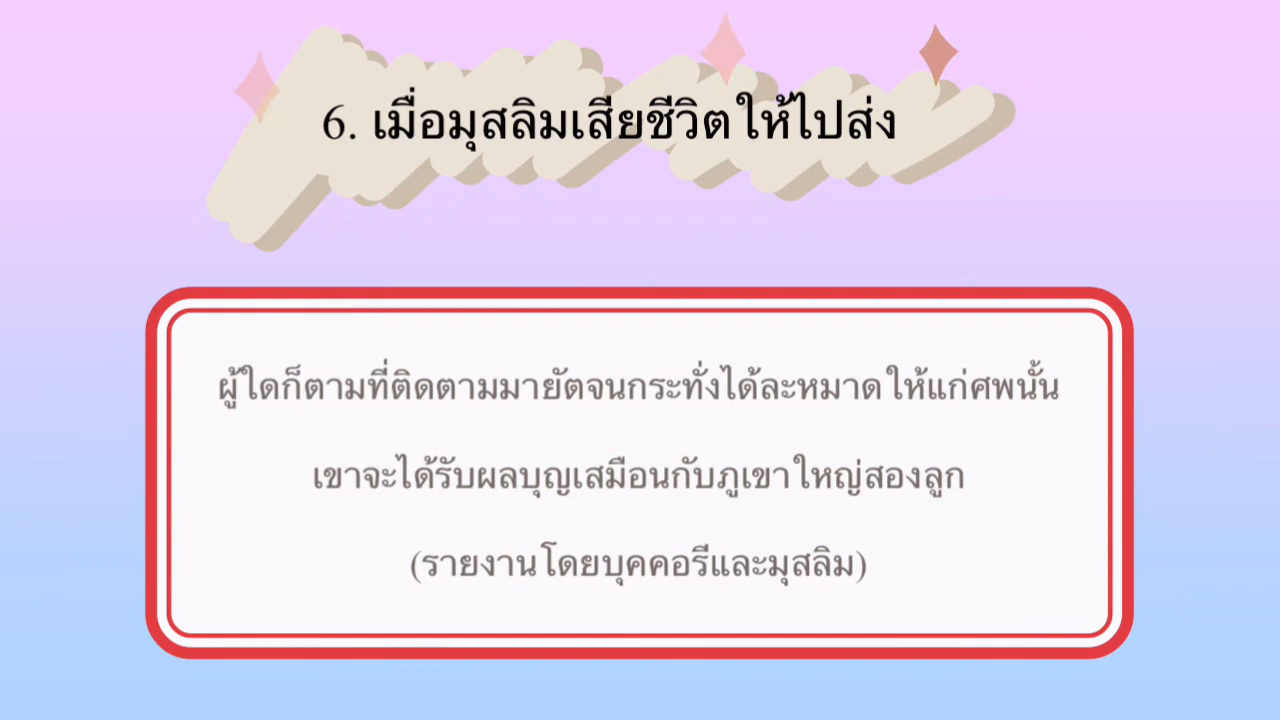 6. เมื่อมุสลิมเสียชีวิตให้ไปส่ง
ผู้ใดก็ตามที่ติดตามมายัตจนกระทั่งได้ละหมาดให้แก่ศพนั้น
เขาจะได้รับผลบุญเสมือนกับภูเขาใหญ่สองลูก
(รายงานโดยบุคคอรีและมุสลิม)